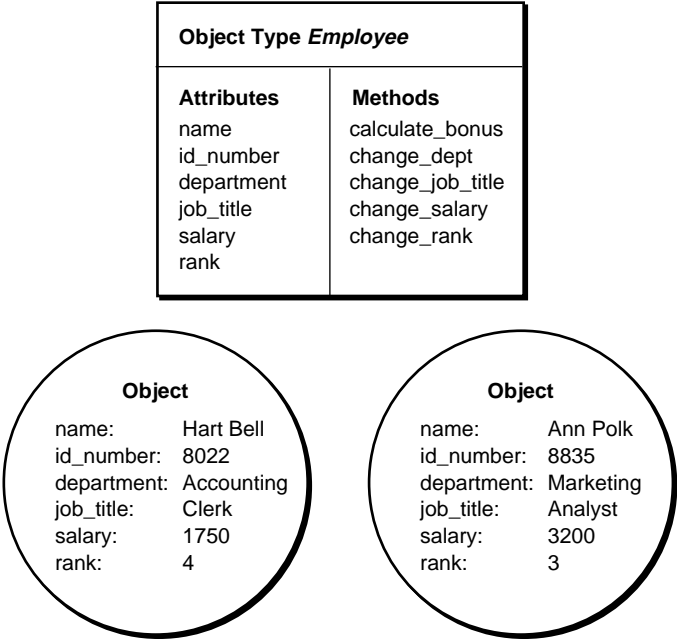 Object Type Employee
Attributes
name
id_number
department
job_title
salary
rank
Methods
calculate_bonus
change_dept
change_job_title
change_salary
change_rank
Object
name: Hart Bell
id_number: 8022
department: Accounting
job_title: Clerk
salary: 1750
rank: 4
Object
name: Ann Polk
id_number: 8835
department: Marketing
job_title: Analyst
salary: 3200
rank: 3